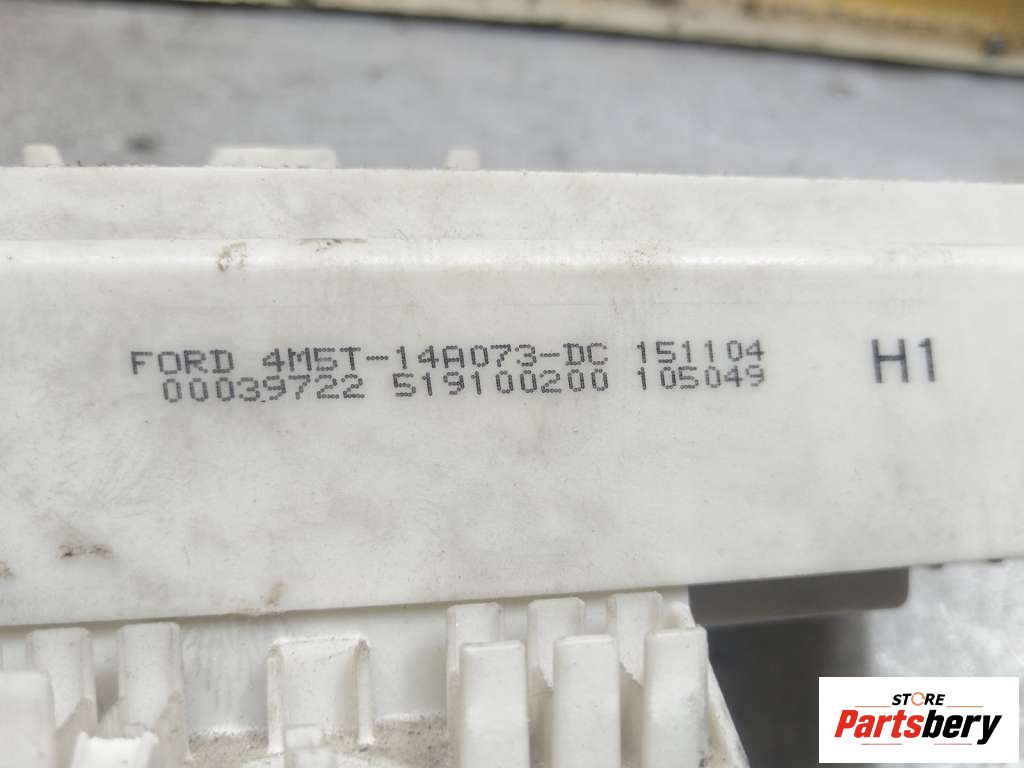 FORD 4M5T-14A073-DC 151104
00039722 519100200 105049
H1
STORE
Partsbery